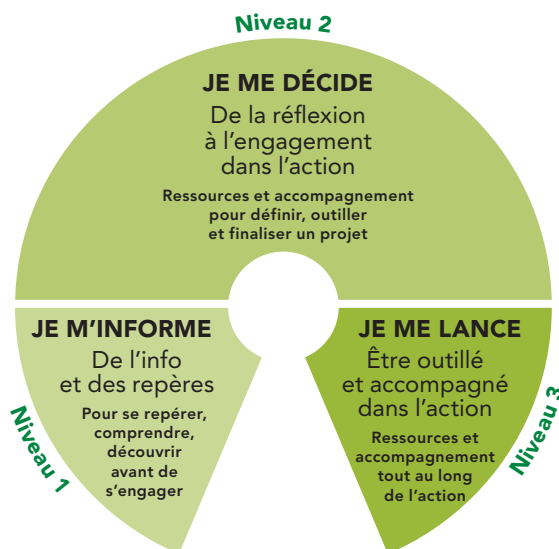 Niveau 2
JE ME DÉCIDE
De la réflexion
à l'engagement
dans l'action
Ressources et accompagnement
pour définir, outiller
et finaliser un projet
JE M'INFORME
De l'info
et des repères
Pour se repérer,
comprendre,
découvrir
avant de
s'engager
Niveau 1
JE ME LANCE
Être outillé
et accompagné
dans l'action
Ressources et
accompagnement
tout au long
de l'action
Niveau 3